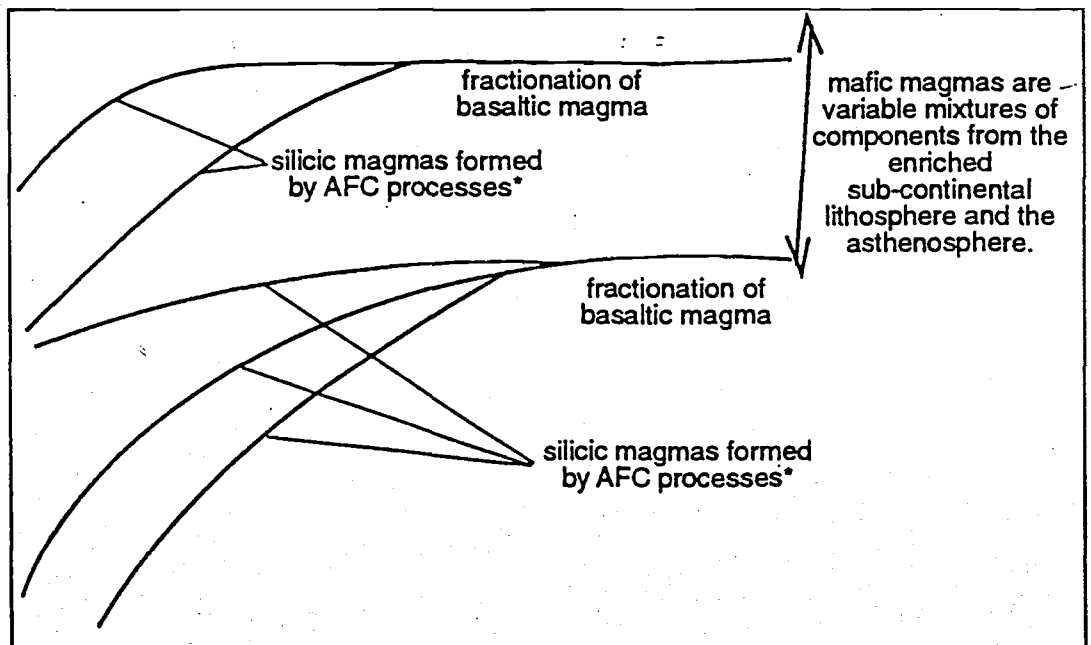 fractionation of
basaltic magma
mafic magmas are
variable mixtures of
components from the
enriched
sub-continental
lithosphere and the
asthenosphere.
silicic magmas formed
by AFC processes*
fractionation of
basaltic magma
silicic magmas formed
by AFC processes*